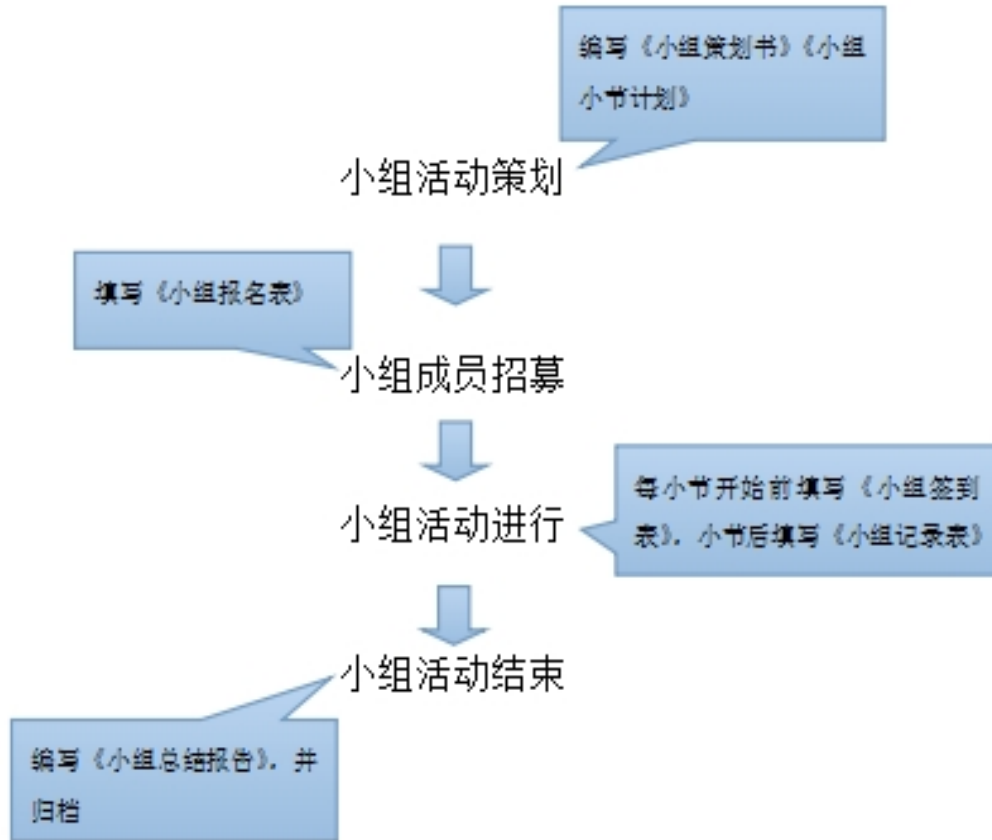 编写《小组策划书》《小组
小节计划》
小组活动策划
填写《小组报名表》
小组成员招募
每小节开始前填写《小组签到
表》，小节后填写《小组记录表》
小组活动进行
小组活动结束
编写《小组总结报告》，并
归档